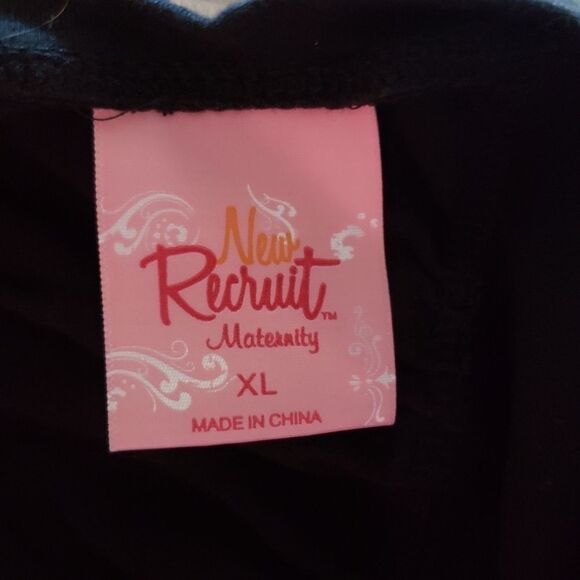 New
Recruit™
Maternity
XL
MADE IN CHINA